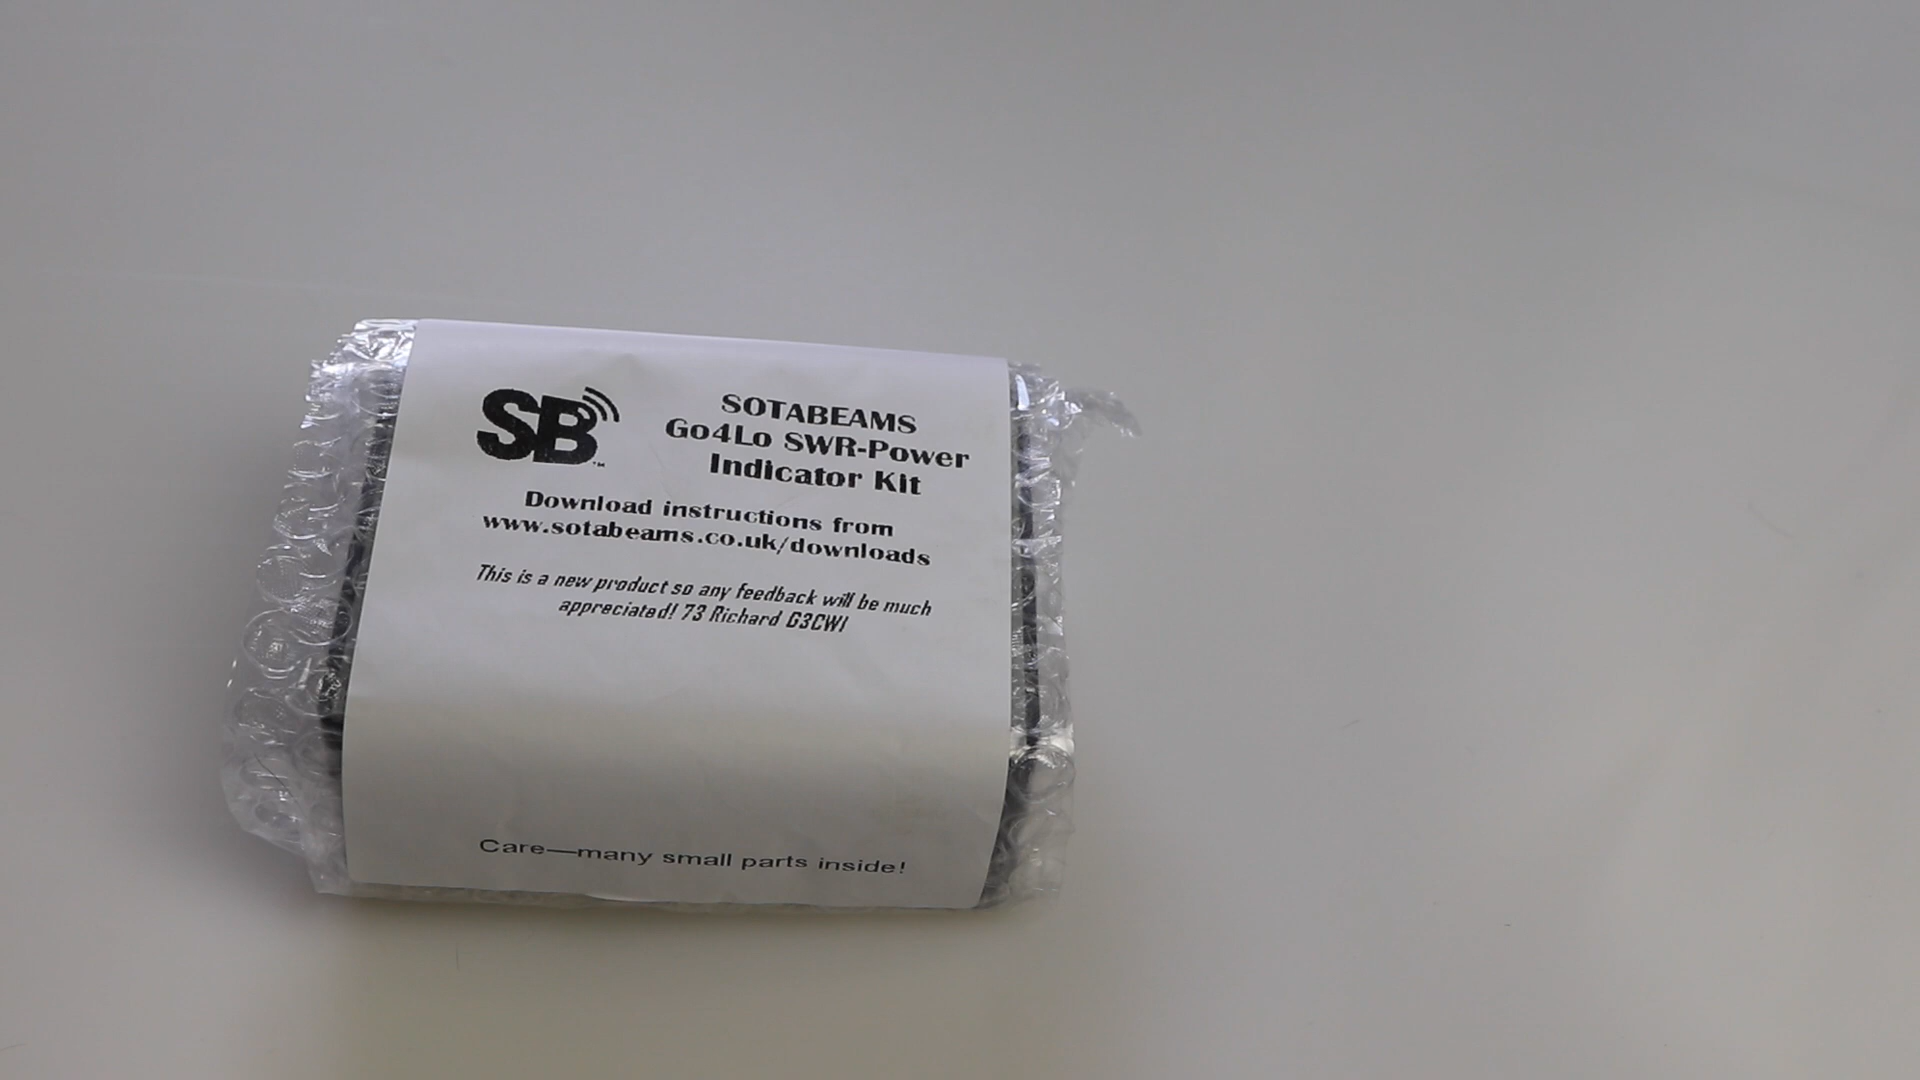 SB™
SOTABEAMS
Go4Lo SWR-Power
Indicator Kit
Download instructions from
www.sotabeams.co.uk/downloads
This is a new product so any feedback will be much
appreciated! 73 Richard G3CWI
Care—many small parts inside!